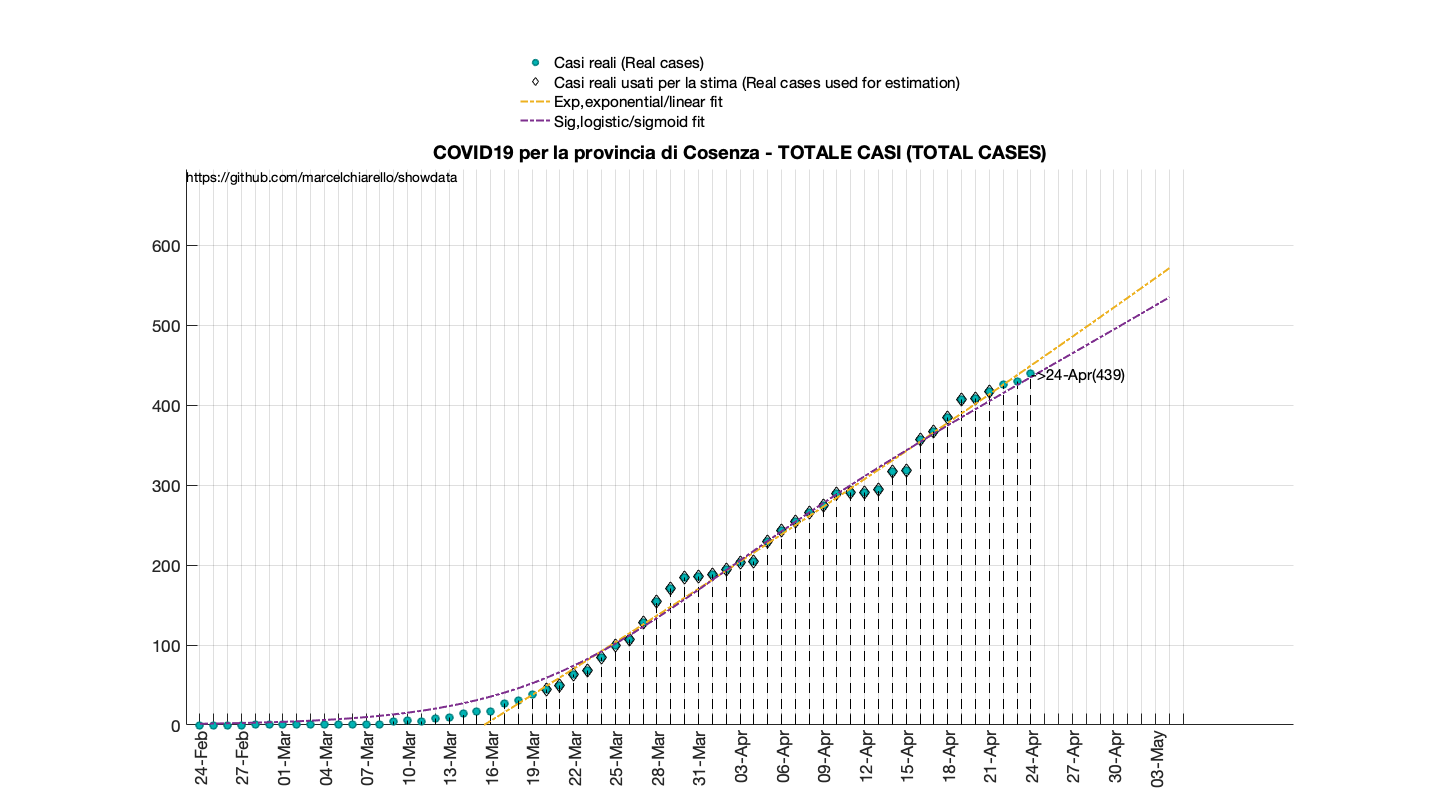 Casi reali (Real cases)
Casi reali usati per la stima (Real cases used for estimation)
Exp,exponential/linear fit
Sig,logistic/sigmoid fit
COVID19 per la provincia di Cosenza - TOTALE CASI (TOTAL CASES)
https://github.com/marcelchiarello/showdata
600
500
400
300
200
100
0
->24-Apr(439)
24-Feb
27-Feb
01-Mar
04-Mar
07-Mar
10-Mar
13-Mar
16-Mar
19-Mar
22-Mar
25-Mar
28-Mar
31-Mar
03-Apr
06-Apr
09-Apr
12-Apr
15-Apr
18-Apr
21-Apr
24-Apr
27-Apr
30-Apr
03-May